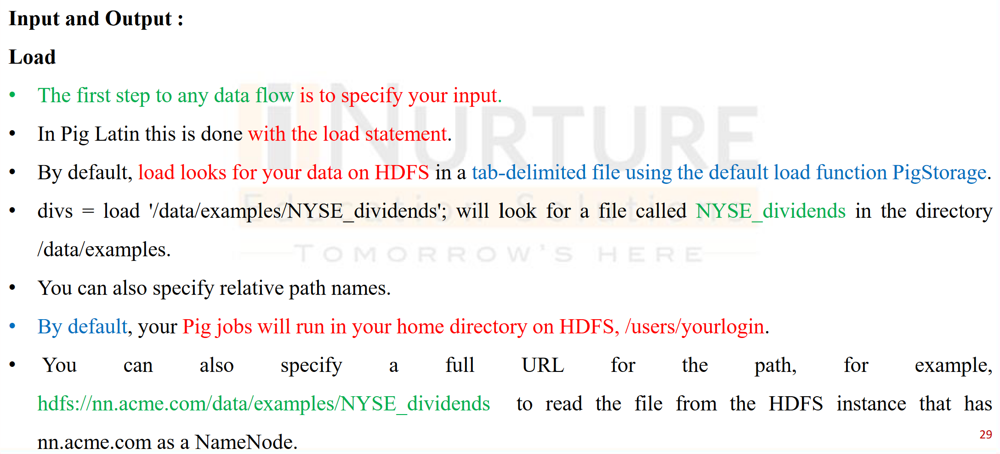 Input and Output :
Load
• The first step to any data flow is to specify your input.
• In Pig Latin this is done with the load statement.
• By default, load looks for your data on HDFS in a tab-delimited file using the default load function PigStorage.
• divs = load '/data/examples/NYSE_dividends'; will look for a file called NYSE_dividends in the directory
/data/examples.
• You can also specify relative path names.
• By default, your Pig jobs will run in your home directory on HDFS, /users/yourlogin.
• You can also specify a full URL for the path, for example,
hdfs://nn.acme.com/data/examples/NYSE_dividends to read the file from the HDFS instance that has
nn.acme.com as a NameNode.
29
iNURTURE
Education Solutions
TOMORROW'S HERE